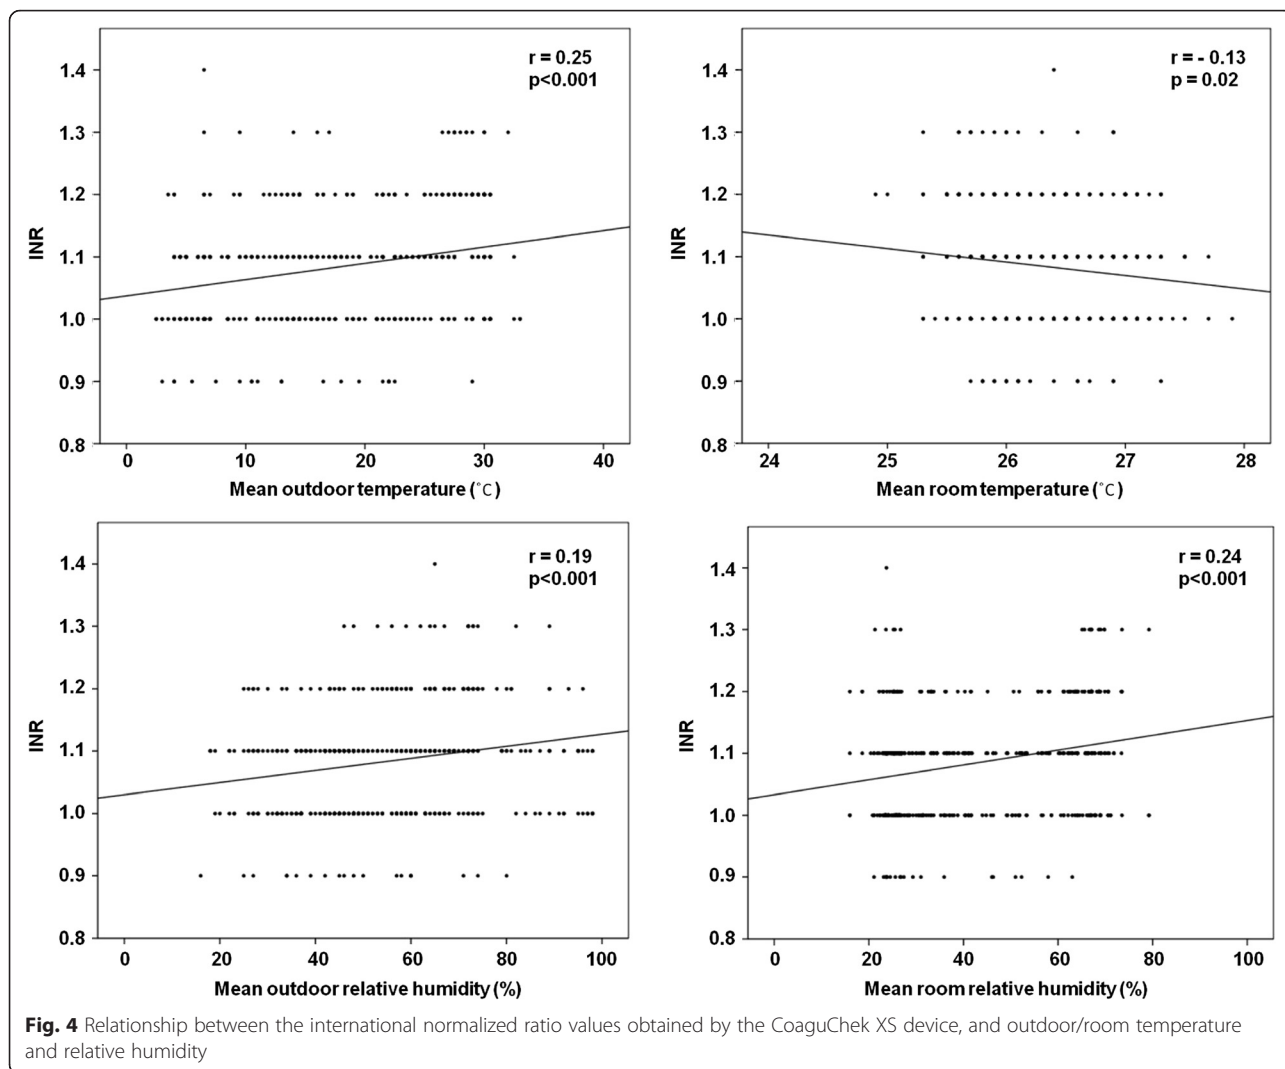 r = 0.25
p<0.001
1.4
1.3
1.2
1.1
1.0
0.9
0.8
INR
0 10 20 30 40
Mean outdoor temperature (˚C)
r = - 0.13
p = 0.02
1.4
1.3
1.2
1.1
1.0
0.9
0.8
INR
24 25 26 27 28
Mean room temperature (˚C)
r = 0.19
p<0.001
1.4
1.3
1.2
1.1
1.0
0.9
0.8
INR
0 20 40 60 80 100
Mean outdoor relative humidity (%)
r = 0.24
p<0.001
1.4
1.3
1.2
1.1
1.0
0.9
0.8
INR
0 20 40 60 80 100
Mean room relative humidity (%)
Fig. 4 Relationship between the international normalized ratio values obtained by the CoaguChek XS device, and outdoor/room temperature
and relative humidity